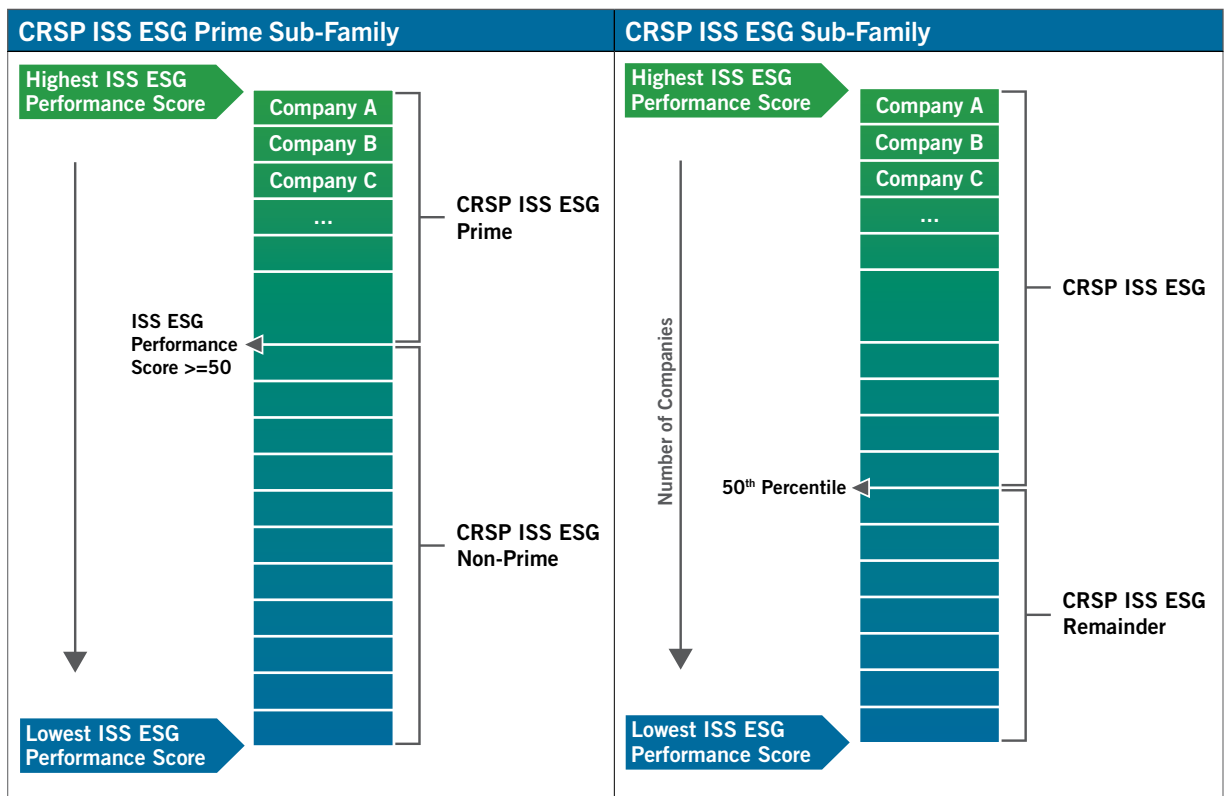 CRSP ISS ESG Prime Sub-Family
Highest ISS ESG
Performance Score
Company A
Company B
Company C
...
CRSP ISS ESG
Prime
ISS ESG
Performance
Score >=50
CRSP ISS ESG
Non-Prime
Lowest ISS ESG
Performance Score
CRSP ISS ESG Sub-Family
Highest ISS ESG
Performance Score
Company A
Company B
Company C
...
CRSP ISS ESG
Number of Companies
50th Percentile
CRSP ISS ESG
Remainder
Lowest ISS ESG
Performance Score